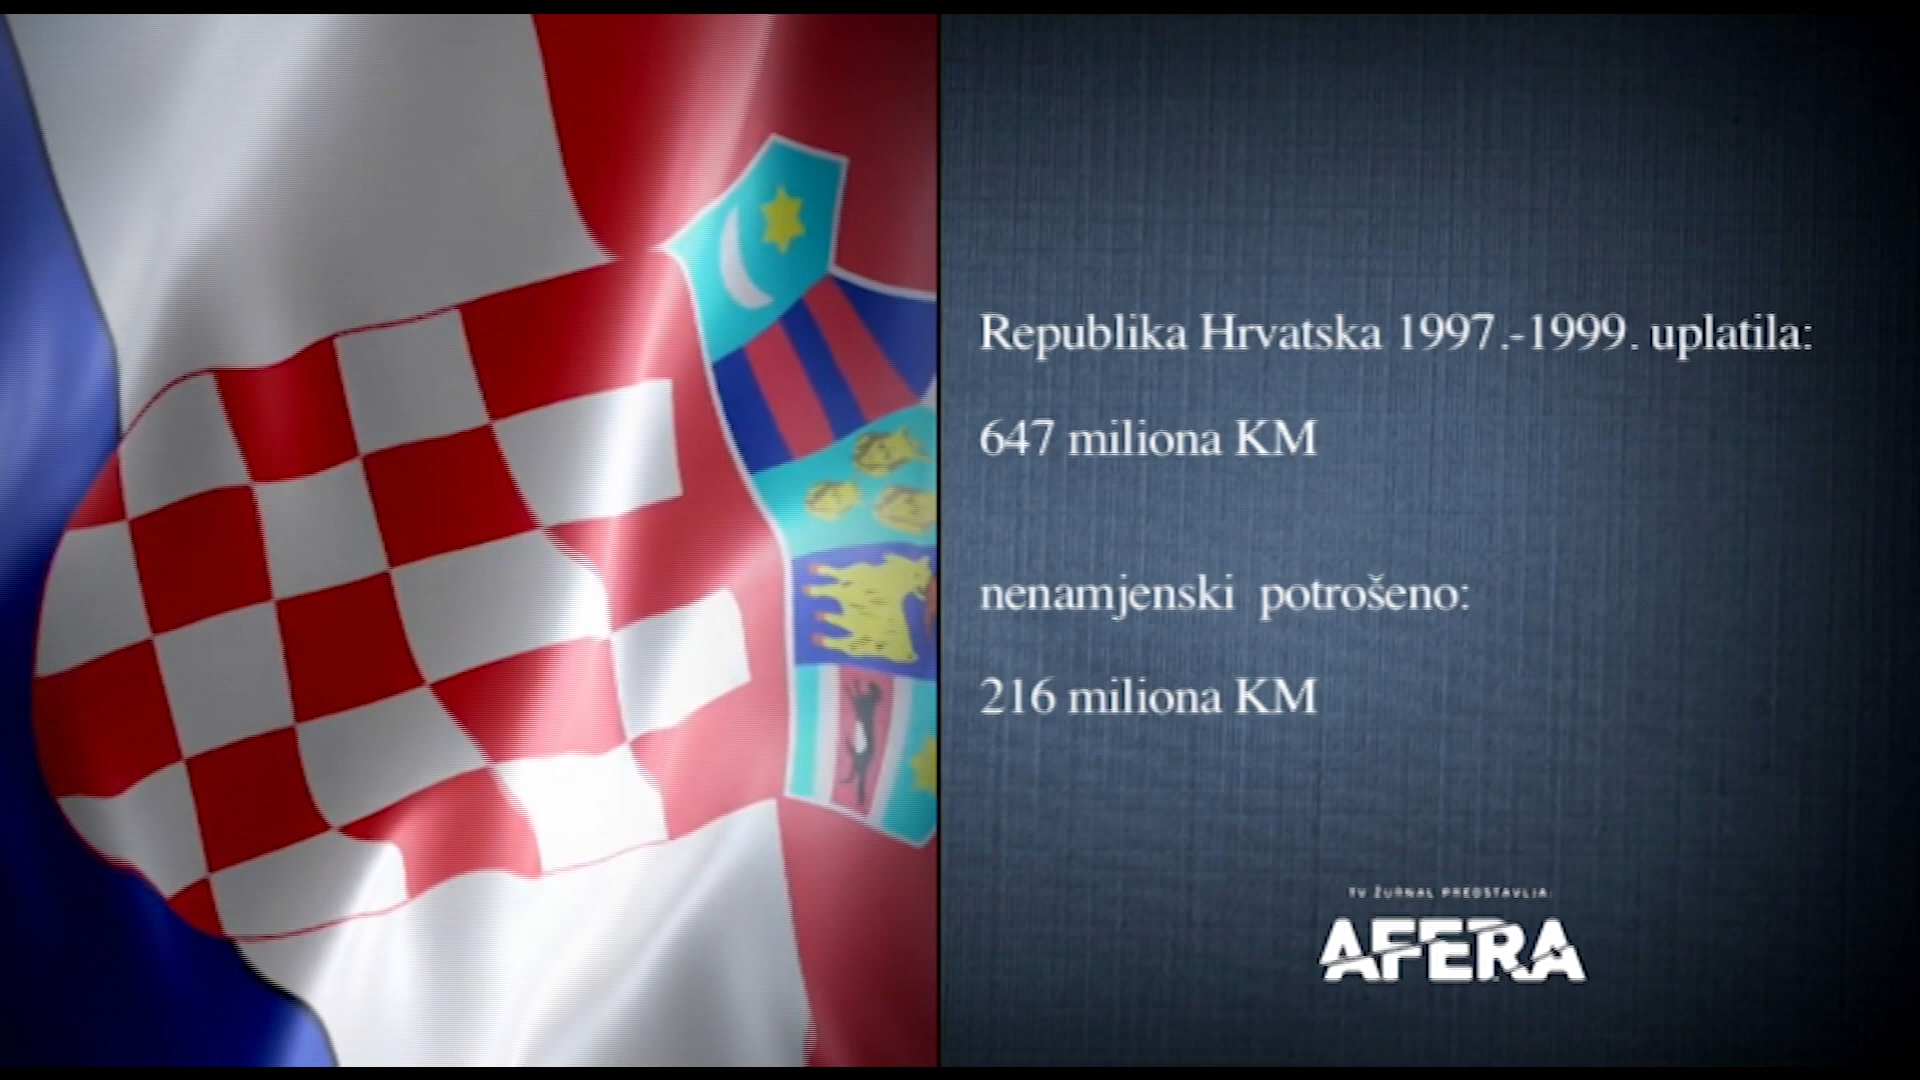 Republika Hrvatska 1997.-1999. uplatila:
647 miliona KM
nenamjenski potrošeno:
216 miliona KM
TV ŽURNAL PREDSTAVLJA:
AFERA